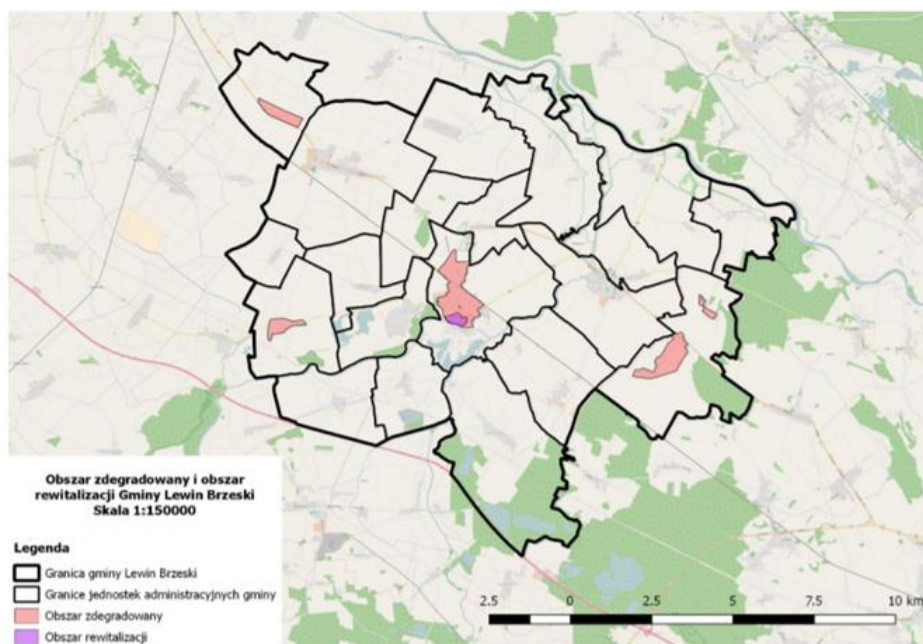 Obszar zdegradowany i obszar
rewitalizacji Gminy Lewin Brzeski
Skala 1:150000
Legenda
Granica gminy Lewin Brzeski
Granice jednostek administracyjnych gminy
Obszar zdegradowany
Obszar rewitalizacji
2.5 0 2.5 5 7.5 10 km